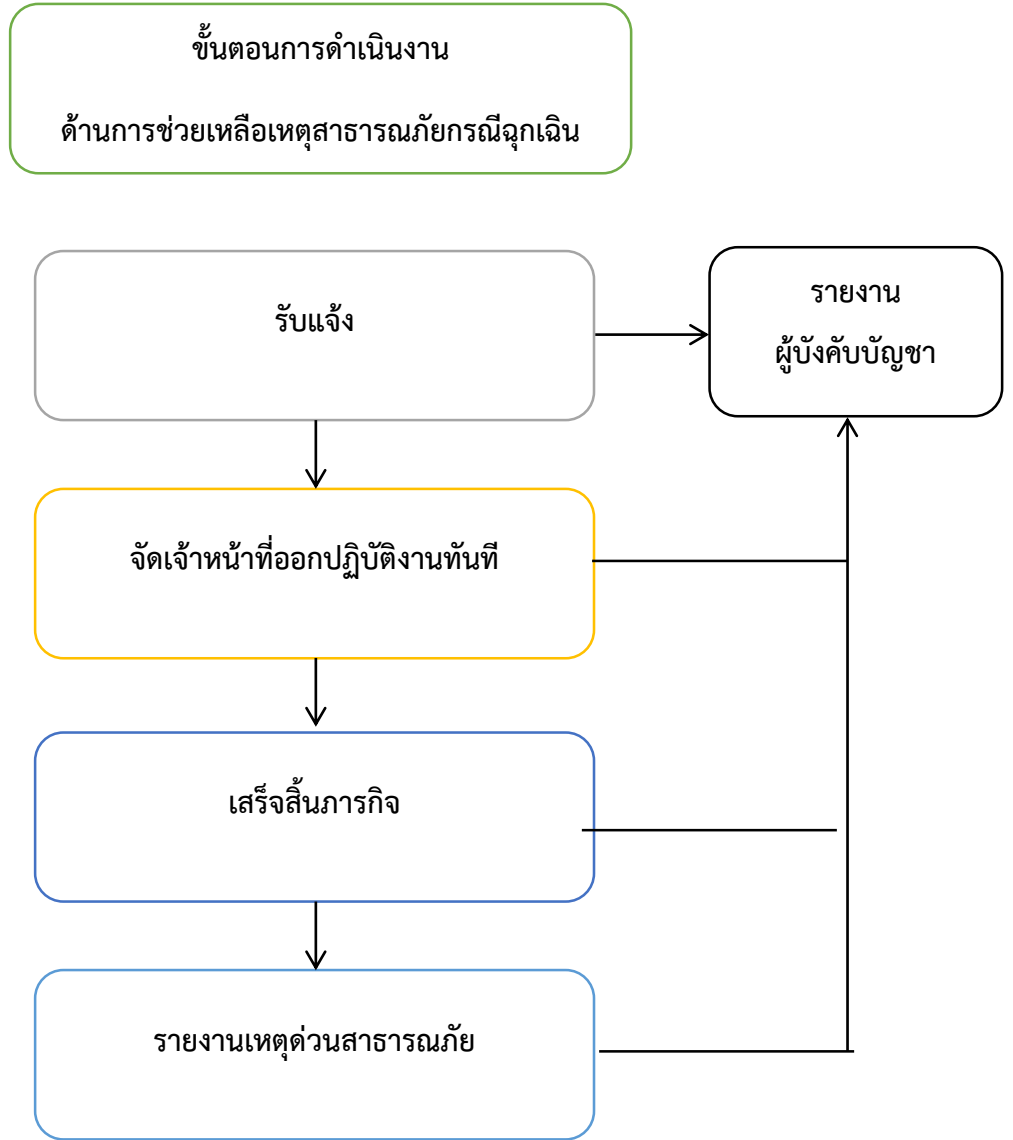 ขั้นตอนการดำเนินงาน
ด้านการช่วยเหลือเหตุสาธารณภัยกรณีฉุกเฉิน
รับแจ้ง
รายงาน
ผู้บังคับบัญชา
จัดเจ้าหน้าที่ออกปฏิบัติงานทันที
เสร็จสิ้นภารกิจ
รายงานเหตุด่วนสาธารณภัย